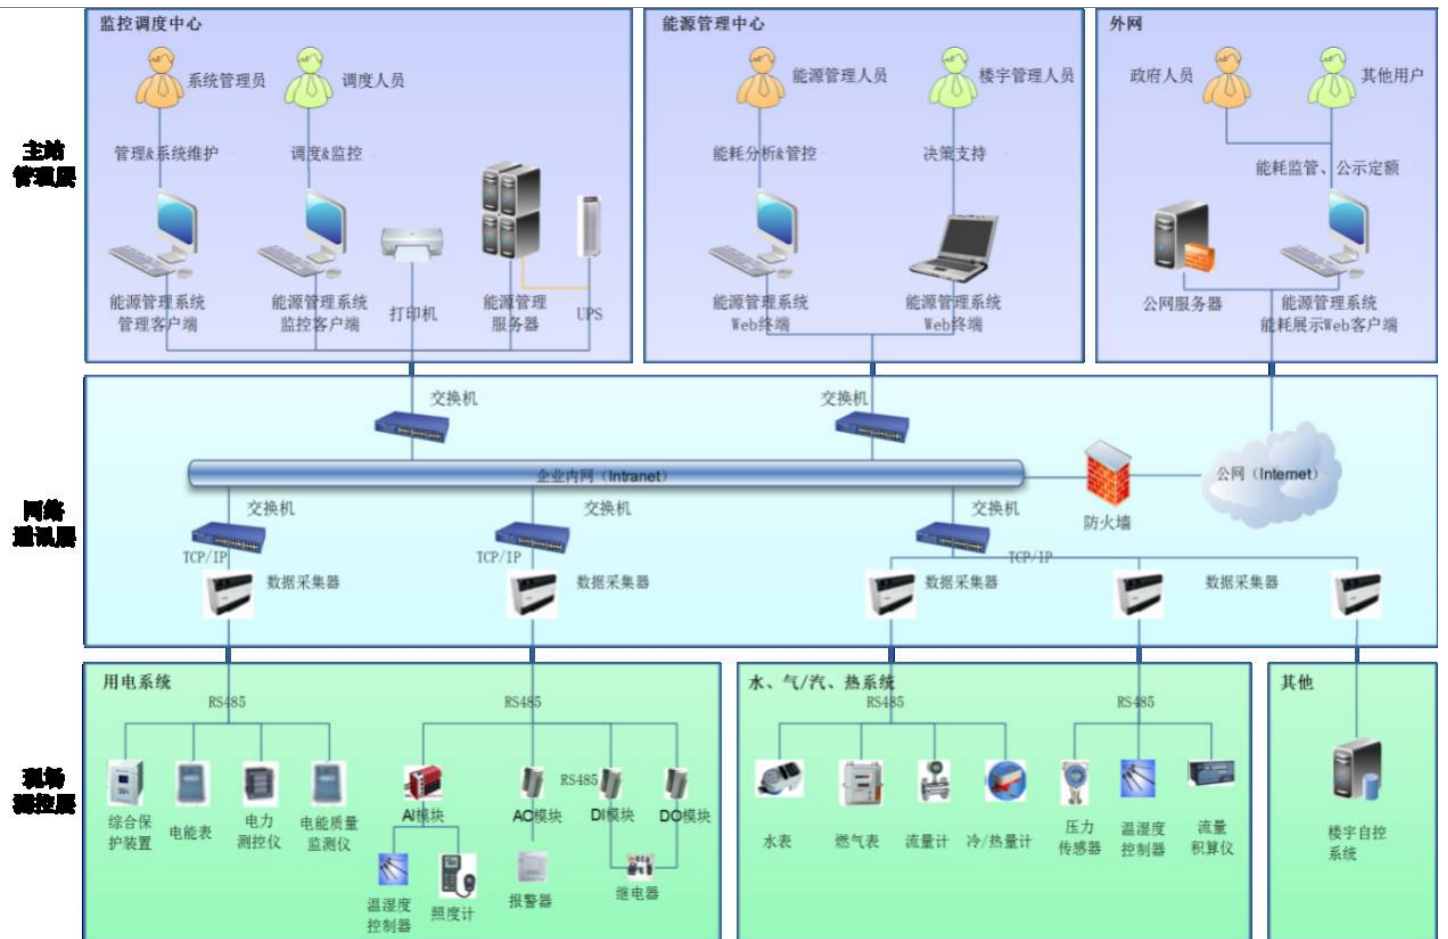 监控调度中心
能源管理中心
外网
系统管理员
调度人员
能源管理人员
楼宇管理人员
政府人员
其他用户
主站
管理层
管理&系统维护
调度&监控
能耗分析&管控
决策支持
能耗监管、公示定额
能源管理系统
管理客户端
能源管理系统
监控客户端
打印机
能源管理
服务器
UPS
能源管理系统
Web终端
能源管理系统
Web终端
公网服务器
能源管理系统
能耗展示Web客户端
交换机
交换机
企业内网（Intranet）
公网（Internet）
防火墙
网络
通讯层
交换机
交换机
交换机
TCP/IP
TCP/IP
TCP/IP
数据采集器
数据采集器
数据采集器
数据采集器
用电系统
水、气/汽、热系统
其他
RS485
RS485
RS485
RS485
现场
测控层
RS485
综合保
护装置
电能表
电力
测控仪
电能质量
监测仪
AI模块
AO模块
DI模块
DO模块
水表
燃气表
流量计
冷/热量计
压力
传感器
温湿度
控制器
流量
积算仪
楼宇自控
系统
温湿度
控制器
照度计
报警器
继电器